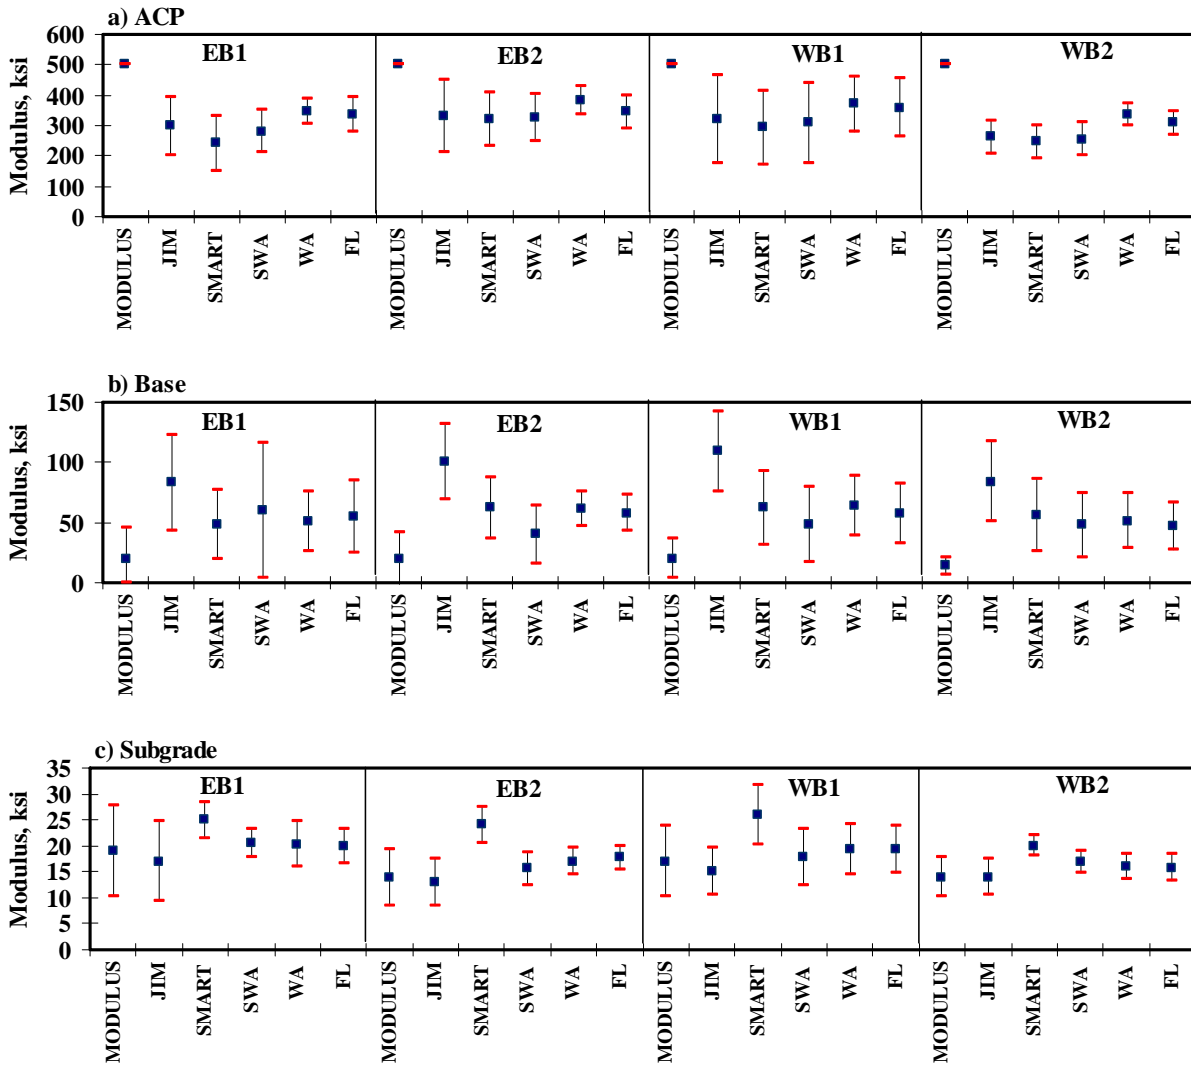 a) ACP
Modulus, ksi
600
500
400
300
200
100
0
EB1 EB2 WB1 WB2
MODULUS JIM SMART SWA WA FL MODULUS JIM SMART SWA WA FL MODULUS JIM SMART SWA WA FL MODULUS JIM SMART SWA WA FL
b) Base
Modulus, ksi
150
100
50
0
EB1 EB2 WB1 WB2
MODULUS JIM SMART SWA WA FL MODULUS JIM SMART SWA WA FL MODULUS JIM SMART SWA WA FL MODULUS JIM SMART SWA WA FL
c) Subgrade
Modulus, ksi
35
30
25
20
15
10
5
0
EB1 EB2 WB1 WB2
MODULUS JIM SMART SWA WA FL MODULUS JIM SMART SWA WA FL MODULUS JIM SMART SWA WA FL MODULUS JIM SMART SWA WA FL